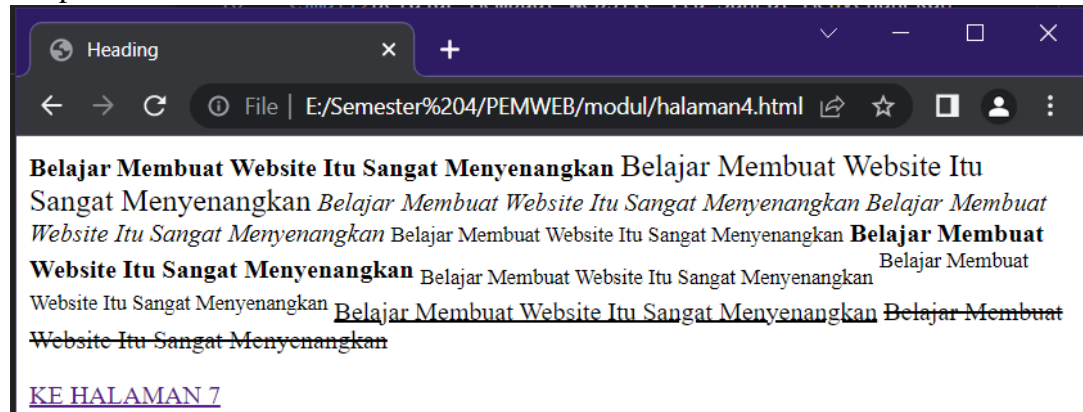 Heading
File | E:/Semester%204/PEMWEB/modul/halaman4.html
Belajar Membuat Website Itu Sangat Menyenangkan Belajar Membuat Website Itu
Sangat Menyenangkan Belajar Membuat Website Itu Sangat Menyenangkan Belajar Membuat
Website Itu Sangat Menyenangkan Belajar Membuat Website Itu Sangat Menyenangkan Belajar Membuat
Website Itu Sangat Menyenangkan Belajar Membuat Website Itu Sangat Menyenangkan Belajar Membuat
Website Itu Sangat Menyenangkan Belajar Membuat Website Itu Sangat Menyenangkan Belajar Membuat
Website Itu Sangat Menyenangkan
KE HALAMAN 7